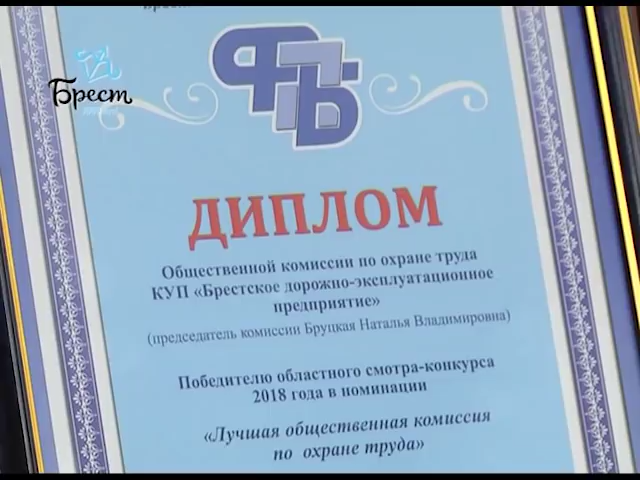 Брест
ФПБ
ДИПЛОМ
Общественной комиссии по охране труда
КУП «Брестское дорожно-эксплуатационное
предприятие»
(председатель комиссии Бруцкая Наталья Владимировна)
Победителю областного смотра-конкурса
2018 года в номинации
«Лучшая общественная комиссия
по охране труда»